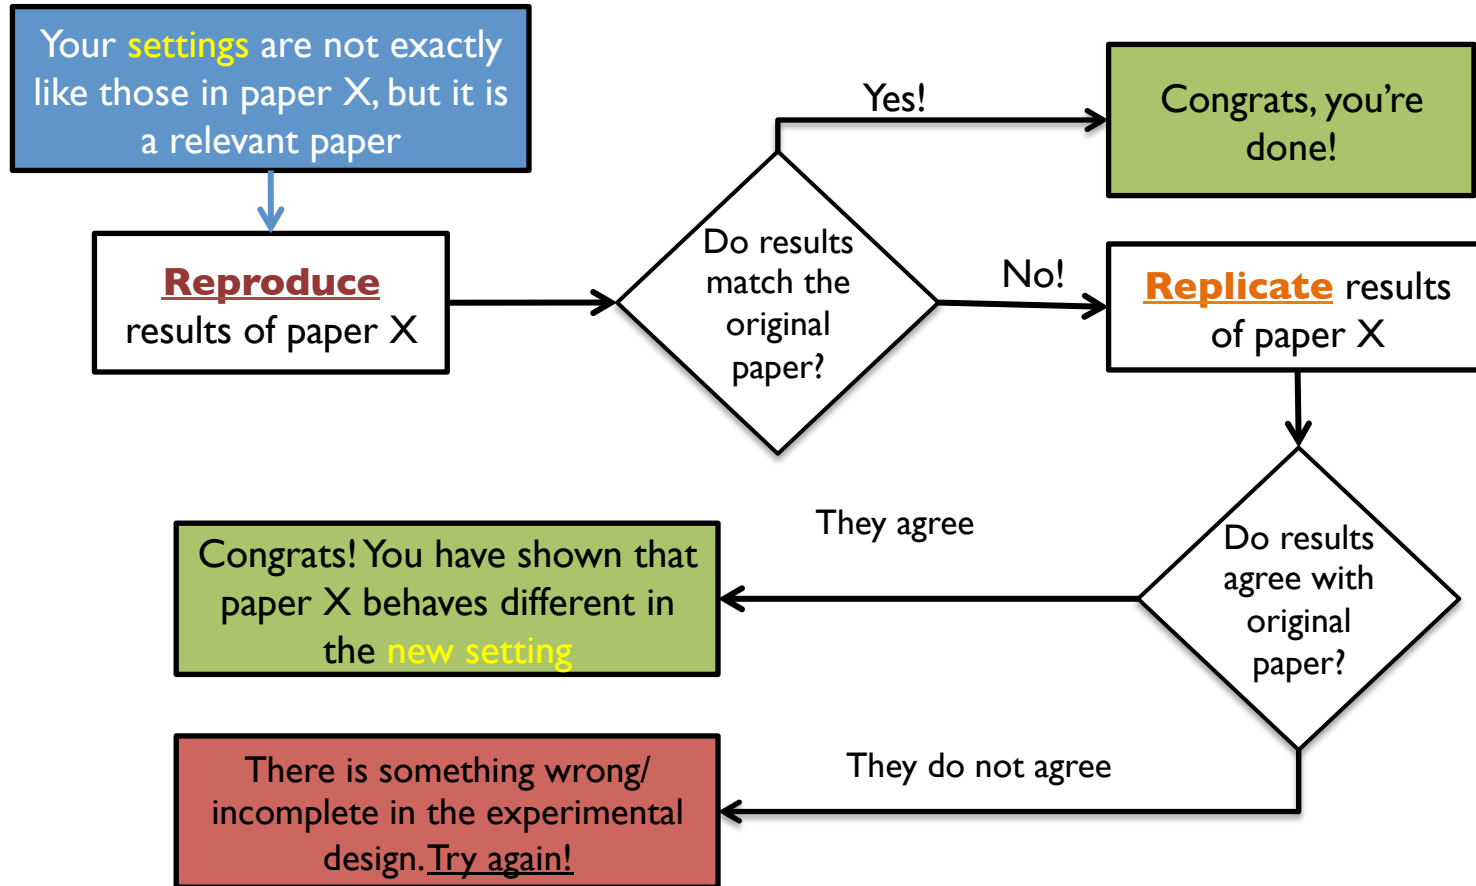 Your settings are not exactly
like those in paper X, but it is
a relevant paper
Yes!
Congrats, you’re
done!
Reproduce
results of paper X
Do results
match the
original
paper?
No!
Replicate results
of paper X
They agree
Do results
agree with
original
paper?
Congrats! You have shown that
paper X behaves different in
the new setting
They do not agree
There is something wrong/
incomplete in the experimental
design. Try again!